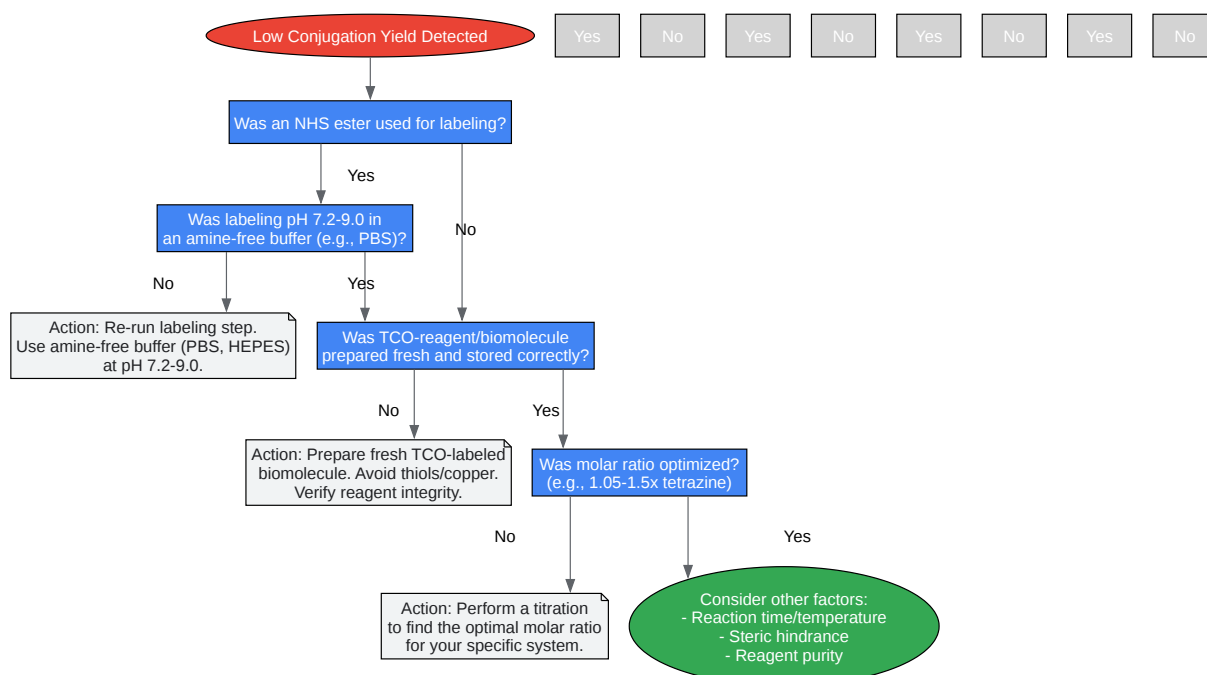 Low Conjugation Yield Detected
Yes
No
Yes
No
Yes
No
Yes
No
Was an NHS ester used for labeling?
Yes
No
Was labeling pH 7.2-9.0 in
an amine-free buffer (e.g., PBS)?
No
Yes
Action: Re-run labeling step.
Use amine-free buffer (PBS, HEPES)
at pH 7.2-9.0.
Was TCO-reagent/biomolecule
prepared fresh and stored correctly?
No
Yes
Action: Prepare fresh TCO-labeled
biomolecule. Avoid thiols/copper.
Verify reagent integrity.
Was molar ratio optimized?
(e.g., 1.05-1.5x tetrazine)
No
Yes
Action: Perform a titration
to find the optimal molar ratio
for your specific system.
Consider other factors:
- Reaction time/temperature
- Steric hindrance
- Reagent purity